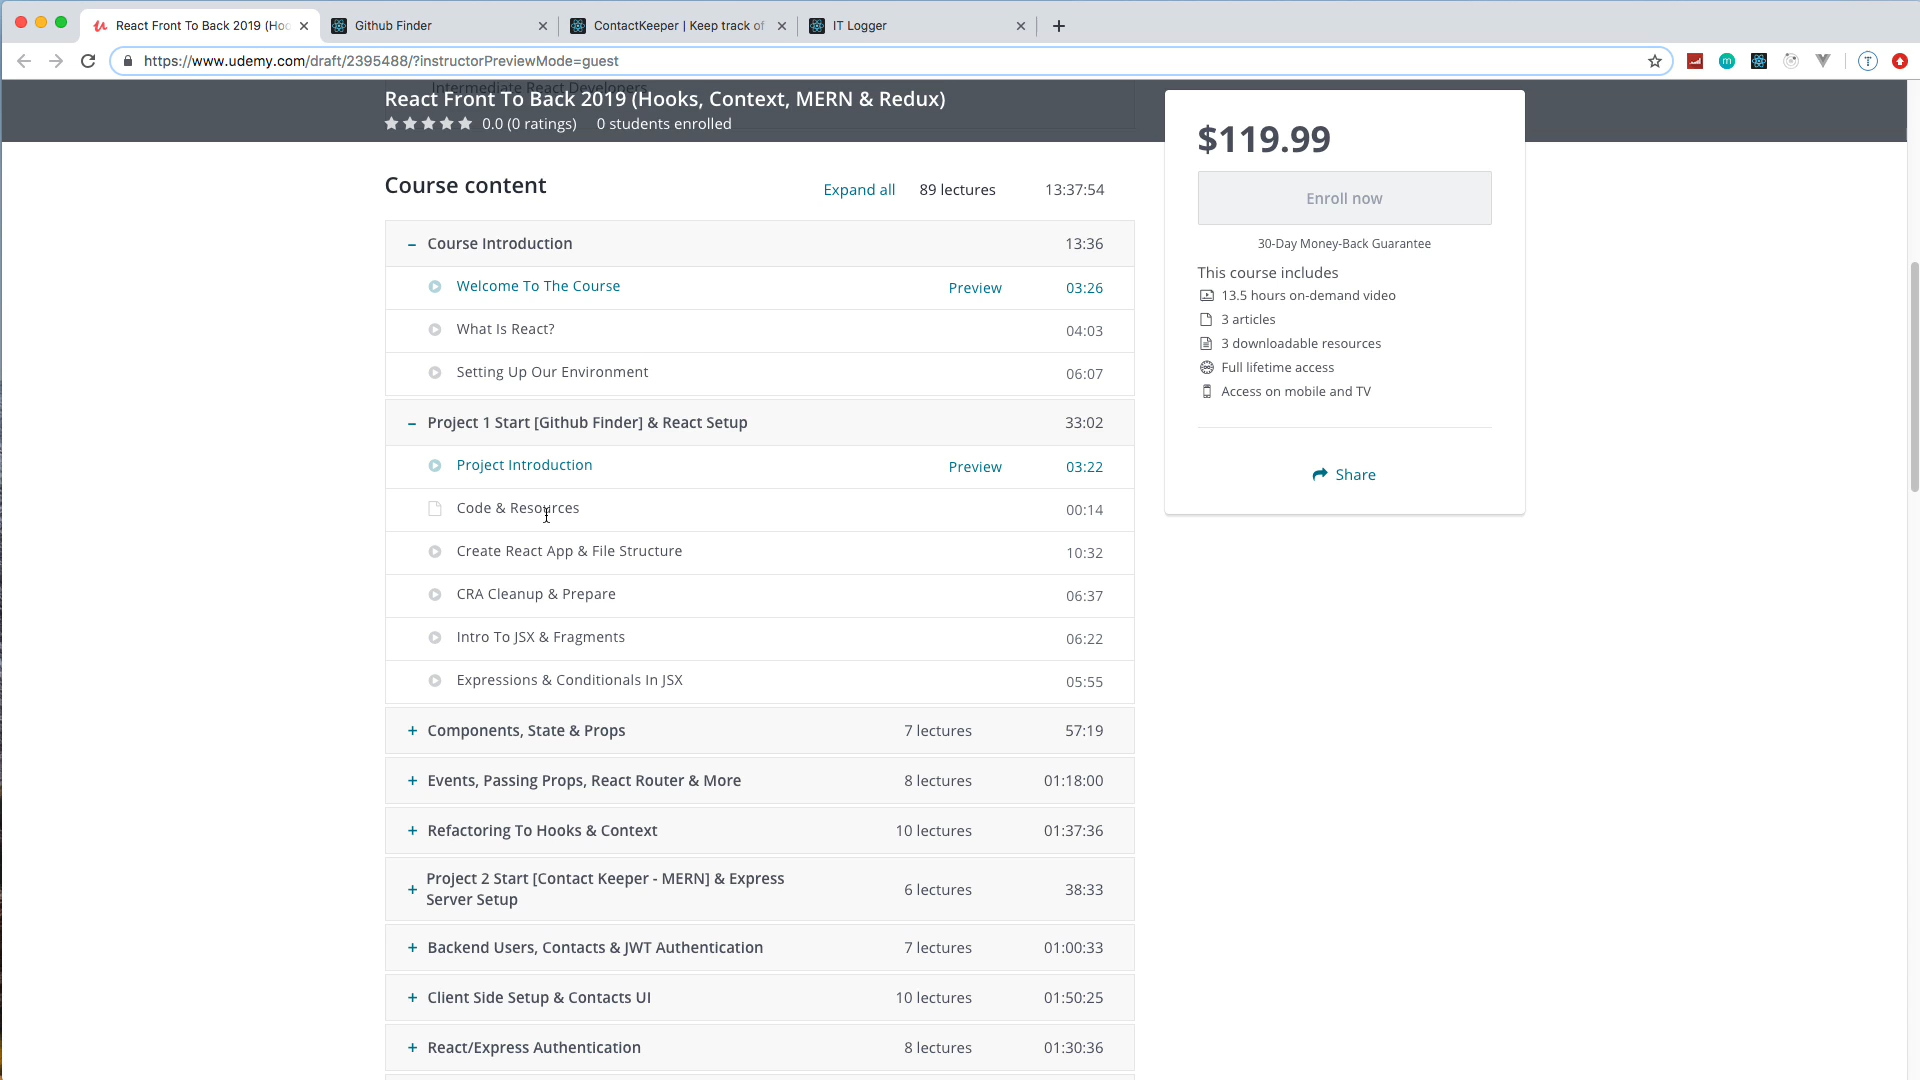 React Front To Back 2019 (Hoo
Github Finder
ContactKeeper | Keep track of
IT Logger
https://www.udemy.com/draft/2395488/?instructorPreviewMode=guest
Intermediate React Developers
React Front To Back 2019 (Hooks, Context, MERN & Redux)
0.0 (0 ratings) 0 students enrolled
$119.99
Enroll now
30-Day Money-Back Guarantee
This course includes
13.5 hours on-demand video
3 articles
3 downloadable resources
Full lifetime access
Access on mobile and TV
Share
Course content Expand all 89 lectures 13:37:54
– Course Introduction 13:36
Welcome To The Course Preview 03:26
What Is React? 04:03
Setting Up Our Environment 06:07
– Project 1 Start [Github Finder] & React Setup 33:02
Project Introduction Preview 03:22
Code & Resources 00:14
Create React App & File Structure 10:32
CRA Cleanup & Prepare 06:37
Intro To JSX & Fragments 06:22
Expressions & Conditionals In JSX 05:55
+ Components, State & Props 7 lectures 57:19
+ Events, Passing Props, React Router & More 8 lectures 01:18:00
+ Refactoring To Hooks & Context 10 lectures 01:37:36
+ Project 2 Start [Contact Keeper - MERN] & Express
Server Setup 6 lectures 38:33
+ Backend Users, Contacts & JWT Authentication 7 lectures 01:00:33
+ Client Side Setup & Contacts UI 10 lectures 01:50:25
+ React/Express Authentication 8 lectures 01:30:36